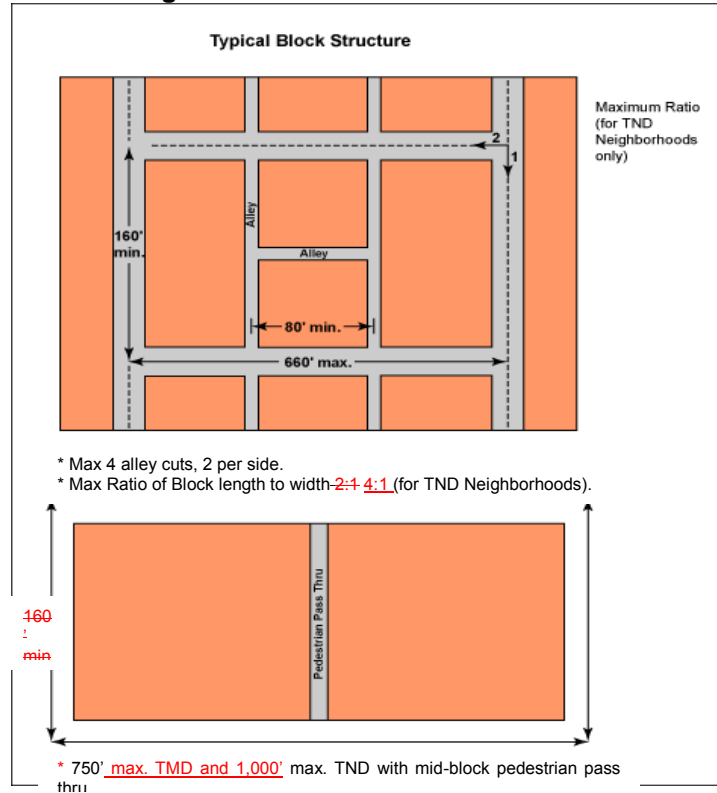 Typical Block Structure
Maximum Ratio
(for TND
Neighborhoods
only)
2
1
Alley
160'
min.
Alley
80' min.
660' max.
* Max 4 alley cuts, 2 per side.
* Max Ratio of Block length to width 2:1 4:1 (for TND Neighborhoods).
Pedestrian Pass Thru
160
'
min
* 750' max. TMD and 1,000' max. TND with mid-block pedestrian pass
thru